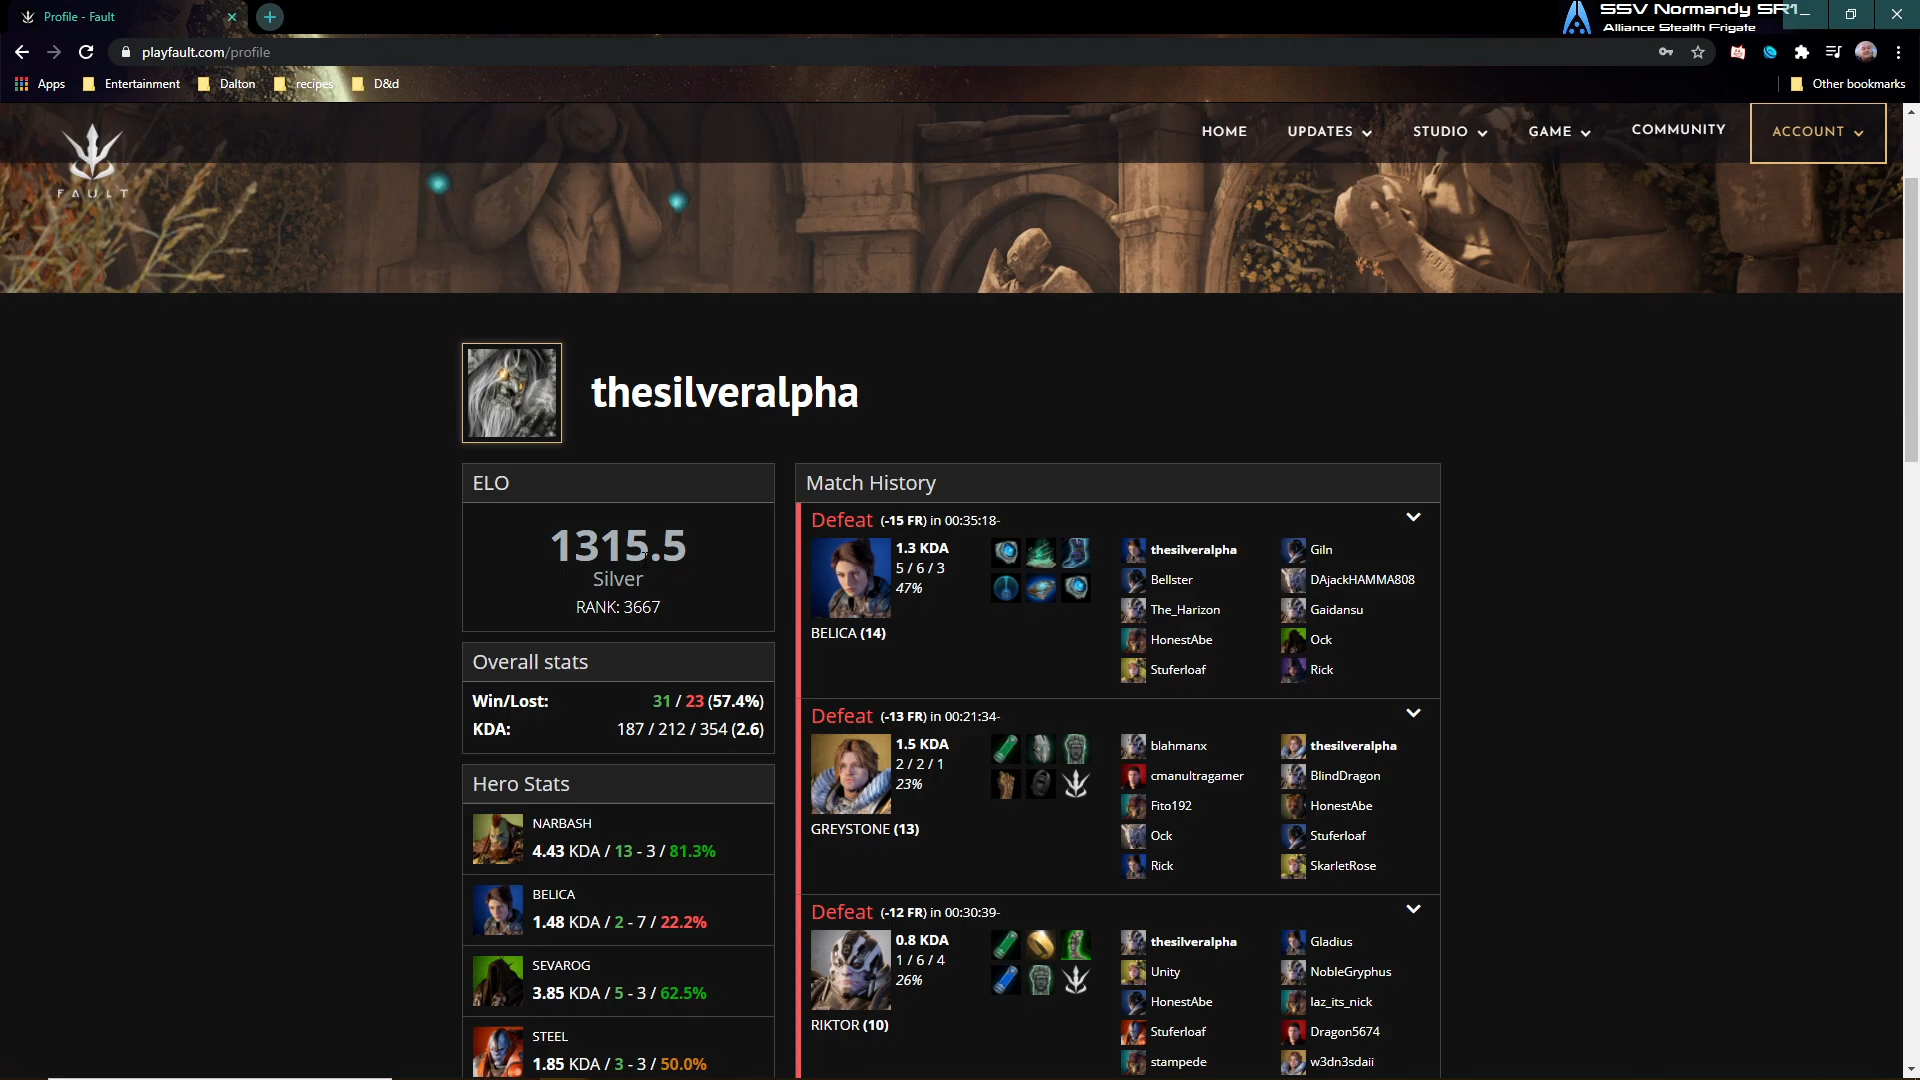 Profile - Fault
SSV Normandy SR1
Alliance Stealth Frigate
playfault.com/profile
Apps
Entertainment
Dalton
recipes
D&d
Other bookmarks
FAULT
HOME
UPDATES
STUDIO
GAME
COMMUNITY
ACCOUNT
thesilveralpha
ELO
1315.5
Silver
RANK: 3667
Overall stats
Win/Lost: 31 / 23 (57.4%)
KDA: 187 / 212 / 354 (2.6)
Hero Stats
NARBASH
4.43 KDA / 13 - 3 / 81.3%
BELICA
1.48 KDA / 2 - 7 / 22.2%
SEVAROG
3.85 KDA / 5 - 3 / 62.5%
STEEL
1.85 KDA / 3 - 3 / 50.0%
Match History
Defeat (-15 FR) in 00:35:18-
1.3 KDA
5 / 6 / 3
47%
BELICA (14)
thesilveralpha
Bellster
The_Harizon
HonestAbe
Stuferloaf
Giln
DAjackHAMMA808
Gaidansu
Ock
Rick
Defeat (-13 FR) in 00:21:34-
1.5 KDA
2 / 2 / 1
23%
GREYSTONE (13)
blahmanx
cmanultragamer
Fito192
Ock
Rick
thesilveralpha
BlindDragon
HonestAbe
Stuferloaf
SkarletRose
Defeat (-12 FR) in 00:30:39-
0.8 KDA
1 / 6 / 4
26%
RIKTOR (10)
thesilveralpha
Unity
HonestAbe
Stuferloaf
stampede
Gladius
NobleGryphus
laz_its_nick
Dragon5674
w3dn3sdaii